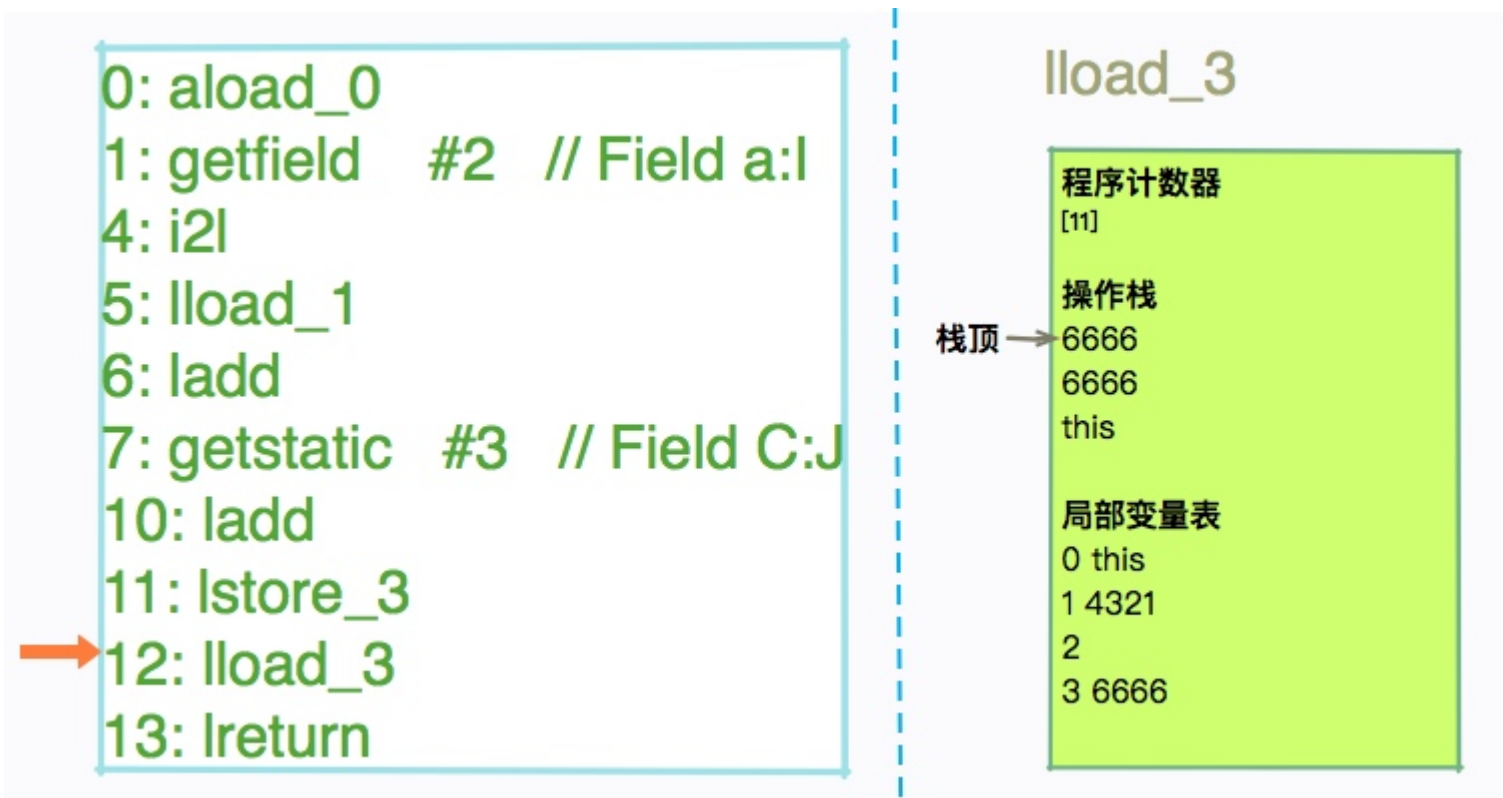 0: aload_0
1: getfield #2 // Field a:I
4: i2l
5: lload_1
6: ladd
7: getstatic #3 // Field C:J
10: ladd
11: lstore_3
12: lload_3
13: lreturn
lload_3
程序计数器
[11]
操作栈
栈顶 6666
6666
this
局部变量表
0 this
1 4321
2
3 6666